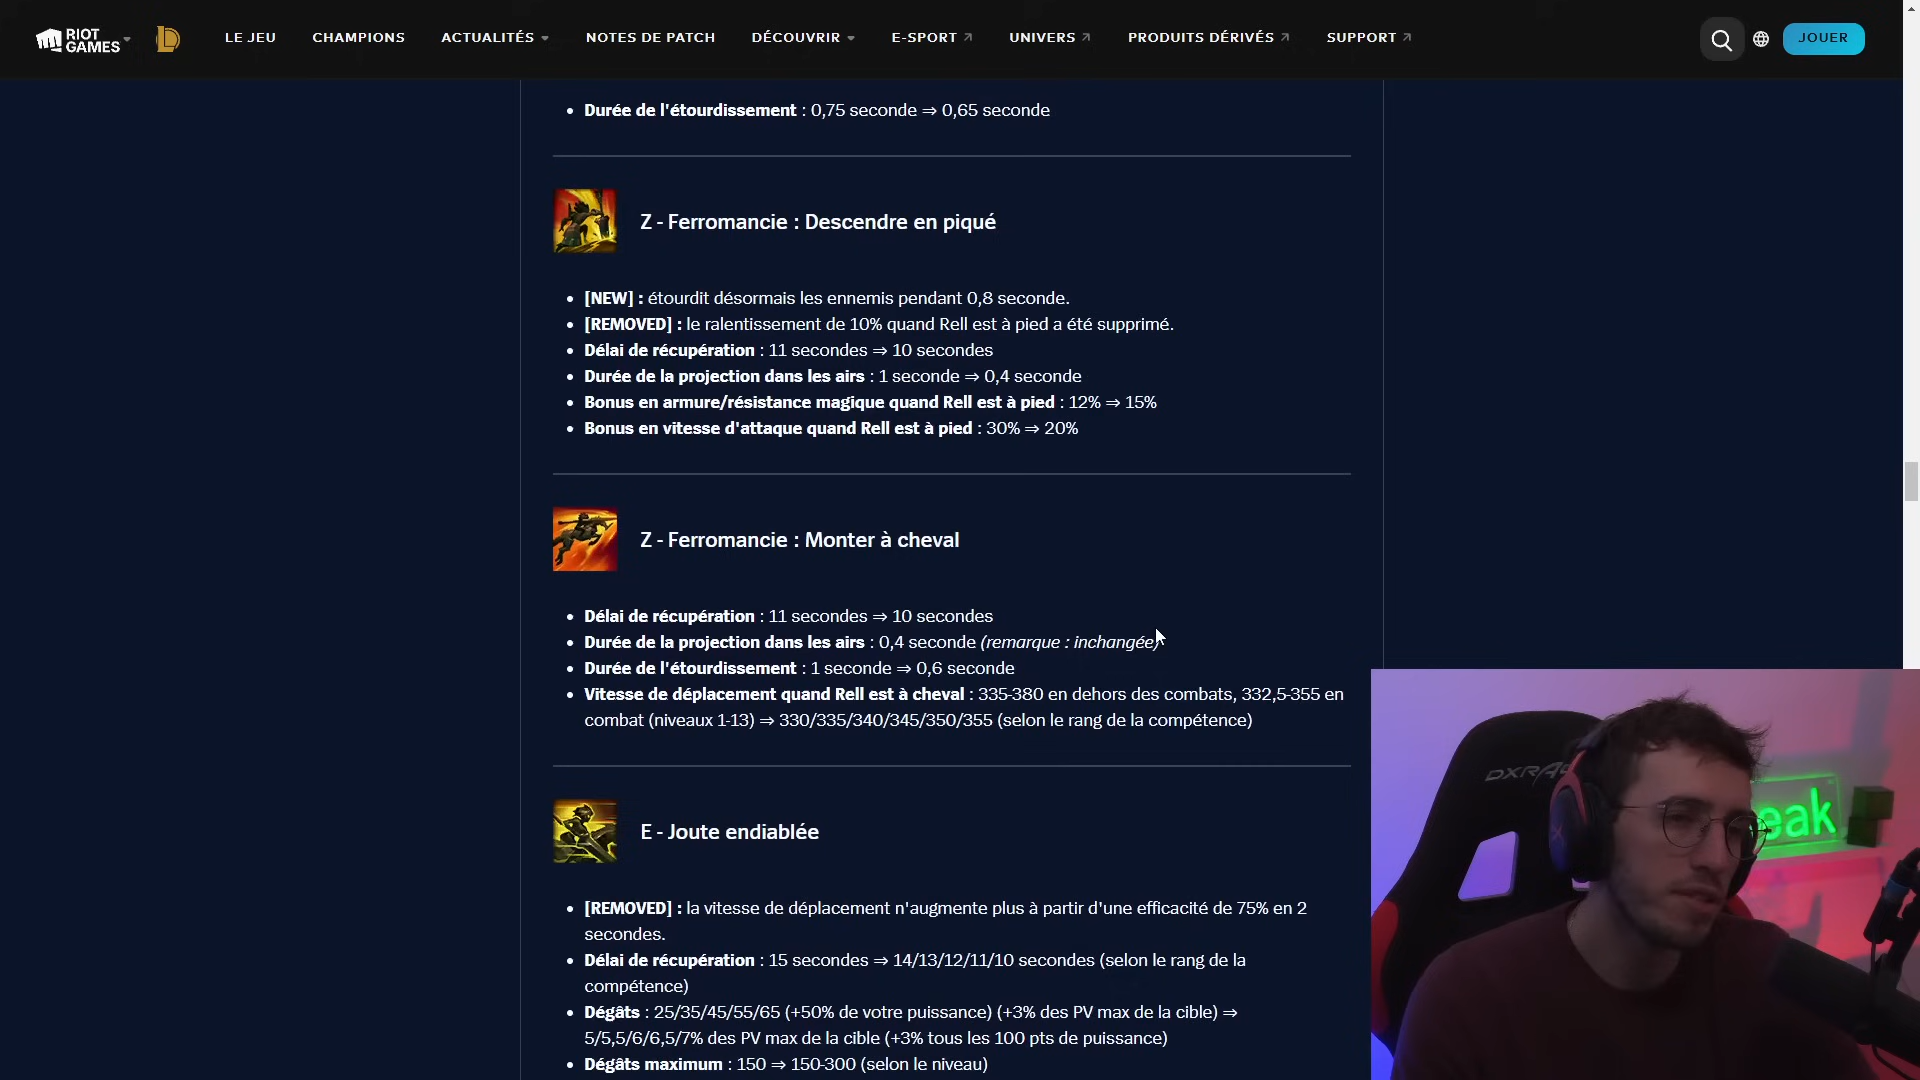 RIOT
GAMES
LE JEU
CHAMPIONS
ACTUALITÉS
NOTES DE PATCH
DÉCOUVRIR
E-SPORT
UNIVERS
PRODUITS DÉRIVÉS
SUPPORT
JOUER
• Durée de l'étourdissement : 0,75 seconde ⇒ 0,65 seconde
Z - Ferromancie : Descendre en piqué
• [NEW] : étourdit désormais les ennemis pendant 0,8 seconde.
• [REMOVED] : le ralentissement de 10% quand Rell est à pied a été supprimé.
• Délai de récupération : 11 secondes ⇒ 10 secondes
• Durée de la projection dans les airs : 1 seconde ⇒ 0,4 seconde
• Bonus en armure/résistance magique quand Rell est à pied : 12% ⇒ 15%
• Bonus en vitesse d'attaque quand Rell est à pied : 30% ⇒ 20%
Z - Ferromancie : Monter à cheval
• Délai de récupération : 11 secondes ⇒ 10 secondes
• Durée de la projection dans les airs : 0,4 seconde (remarque : inchangée)
• Durée de l'étourdissement : 1 seconde ⇒ 0,6 seconde
• Vitesse de déplacement quand Rell est à cheval : 335-380 en dehors des combats, 332,5-355 en
combat (niveaux 1-13) ⇒ 330/335/340/345/350/355 (selon le rang de la compétence)
E - Joute endiablée
• [REMOVED] : la vitesse de déplacement n'augmente plus à partir d'une efficacité de 75% en 2
secondes.
• Délai de récupération : 15 secondes ⇒ 14/13/12/11/10 secondes (selon le rang de la
compétence)
• Dégâts : 25/35/45/55/65 (+50% de votre puissance) (+3% des PV max de la cible) ⇒
5/5,5/6/6,5/7% des PV max de la cible (+3% tous les 100 pts de puissance)
• Dégâts maximum : 150 ⇒ 150-300 (selon le niveau)
eak